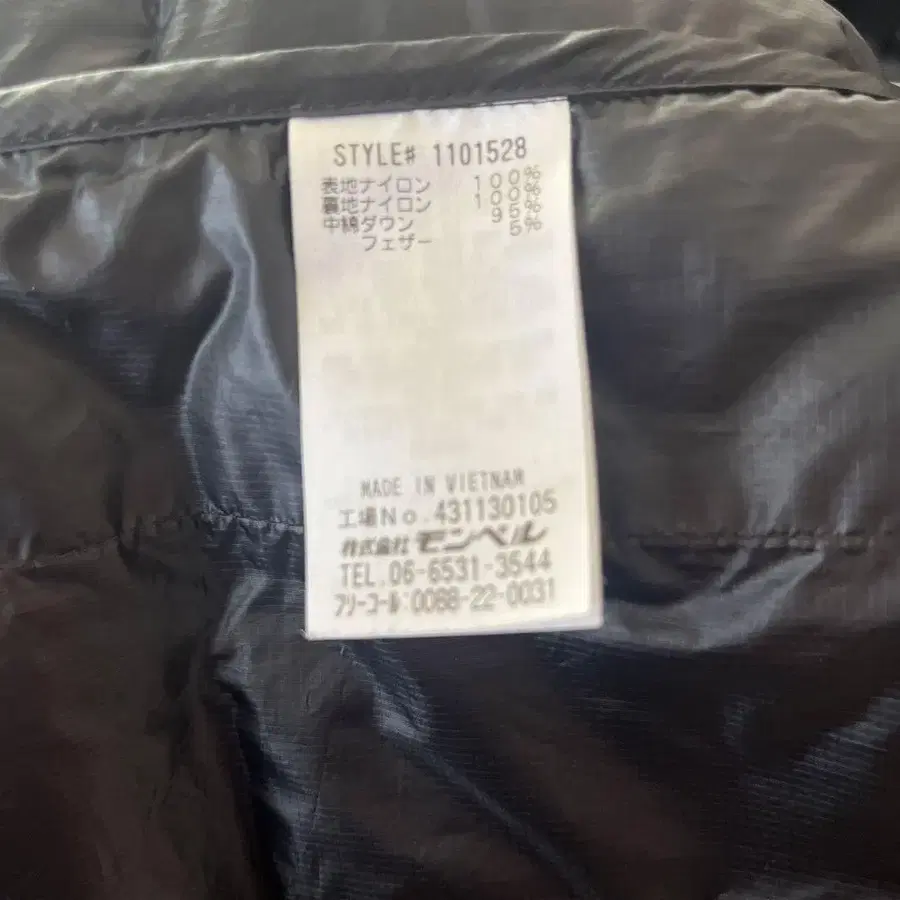 STYLE# 1101528
表地ナイロン 100%
裏地ナイロン 100%
中綿ダウン 95%
フェザー 5%
MADE IN VIETNAM
工場No.431130105
株式会社モンベル
TEL.06-6531-3544
フリーコール:0088-22-0031